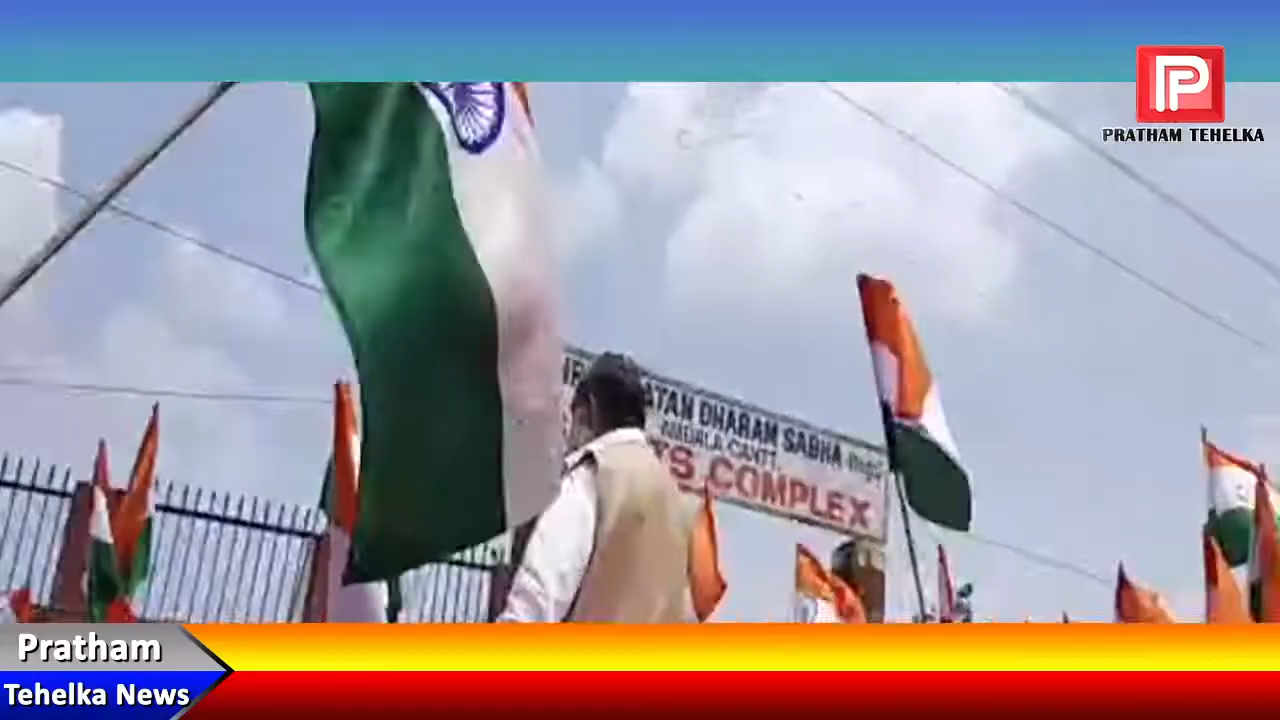 PRATHAM TEHELKA
DHARAM SABHA
AMBALA CANTT.
COMPLEX
Pratham
Tehelka News